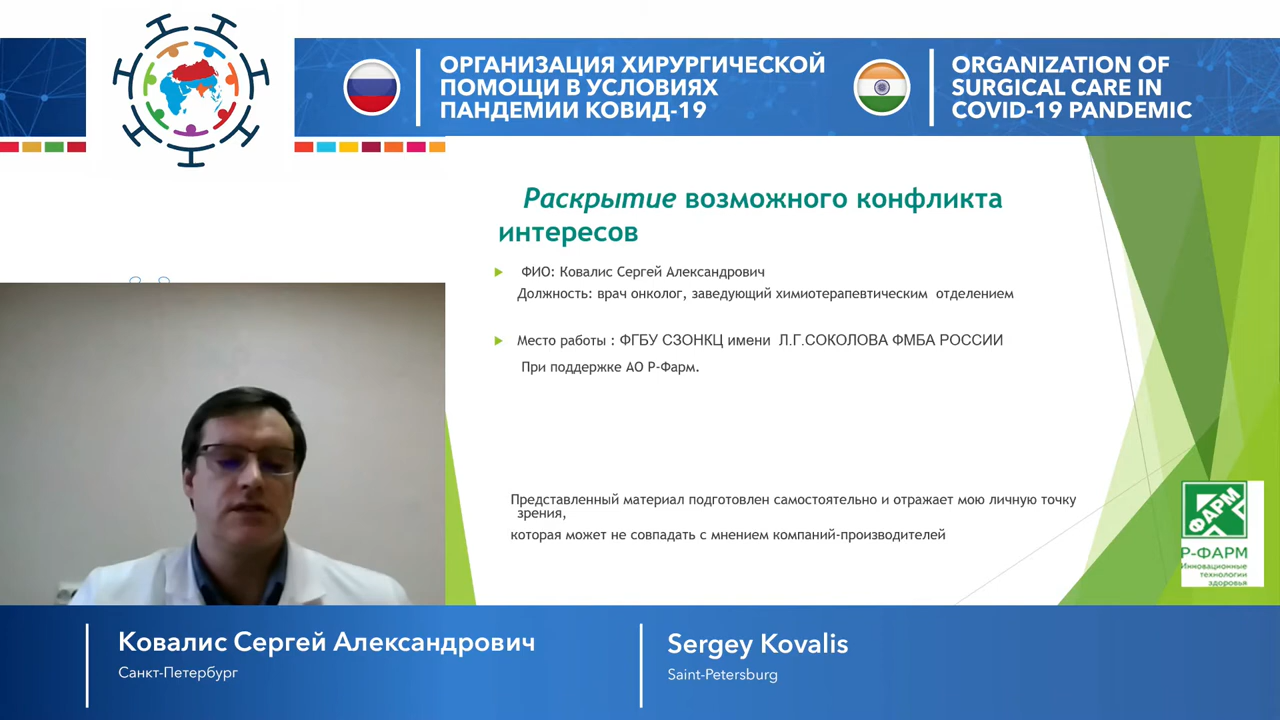 ОРГАНИЗАЦИЯ ХИРУРГИЧЕСКОЙ
ПОМОЩИ В УСЛОВИЯХ
ПАНДЕМИИ КОВИД-19
ORGANIZATION OF
SURGICAL CARE IN
COVID-19 PANDEMIC
Раскрытие возможного конфликта
интересов
ФИО: Ковалис Сергей Александрович
Должность: врач онколог, заведующий химиотерапевтическим отделением
Место работы : ФГБУ СЗОНКЦ имени Л.Г.СОКОЛОВА ФМБА РОССИИ
При поддержке АО Р-Фарм.
Представленный материал подготовлен самостоятельно и отражает мою личную точку
зрения,
которая может не совпадать с мнением компаний-производителей
ФАРМ
Р-ФАРМ
Инновационные
технологии
здоровья
Ковалис Сергей Александрович
Санкт-Петербург
Sergey Kovalis
Saint-Petersburg